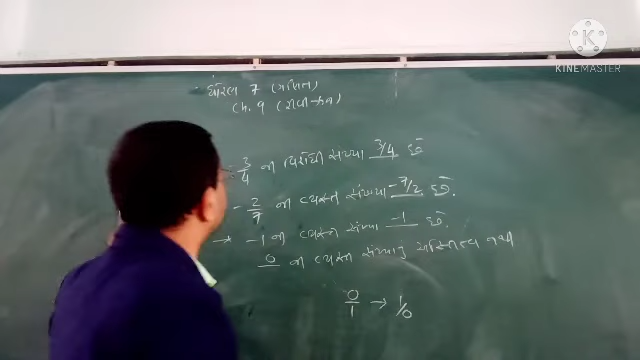 KINEMASTER
ધોરણ 7 (ગણિત)
Ch. 9
- 3/4 ની વિરોધી સંખ્યા 3/4 છે
- 2/7 ની વ્યસ્ત સંખ્યા -7/2 છે.
→ -1 ની વ્યસ્ત સંખ્યા -1 છે.
0 ની વ્યસ્ત સંખ્યાનું અસ્તિત્વ નથી
0/1 → 1/0